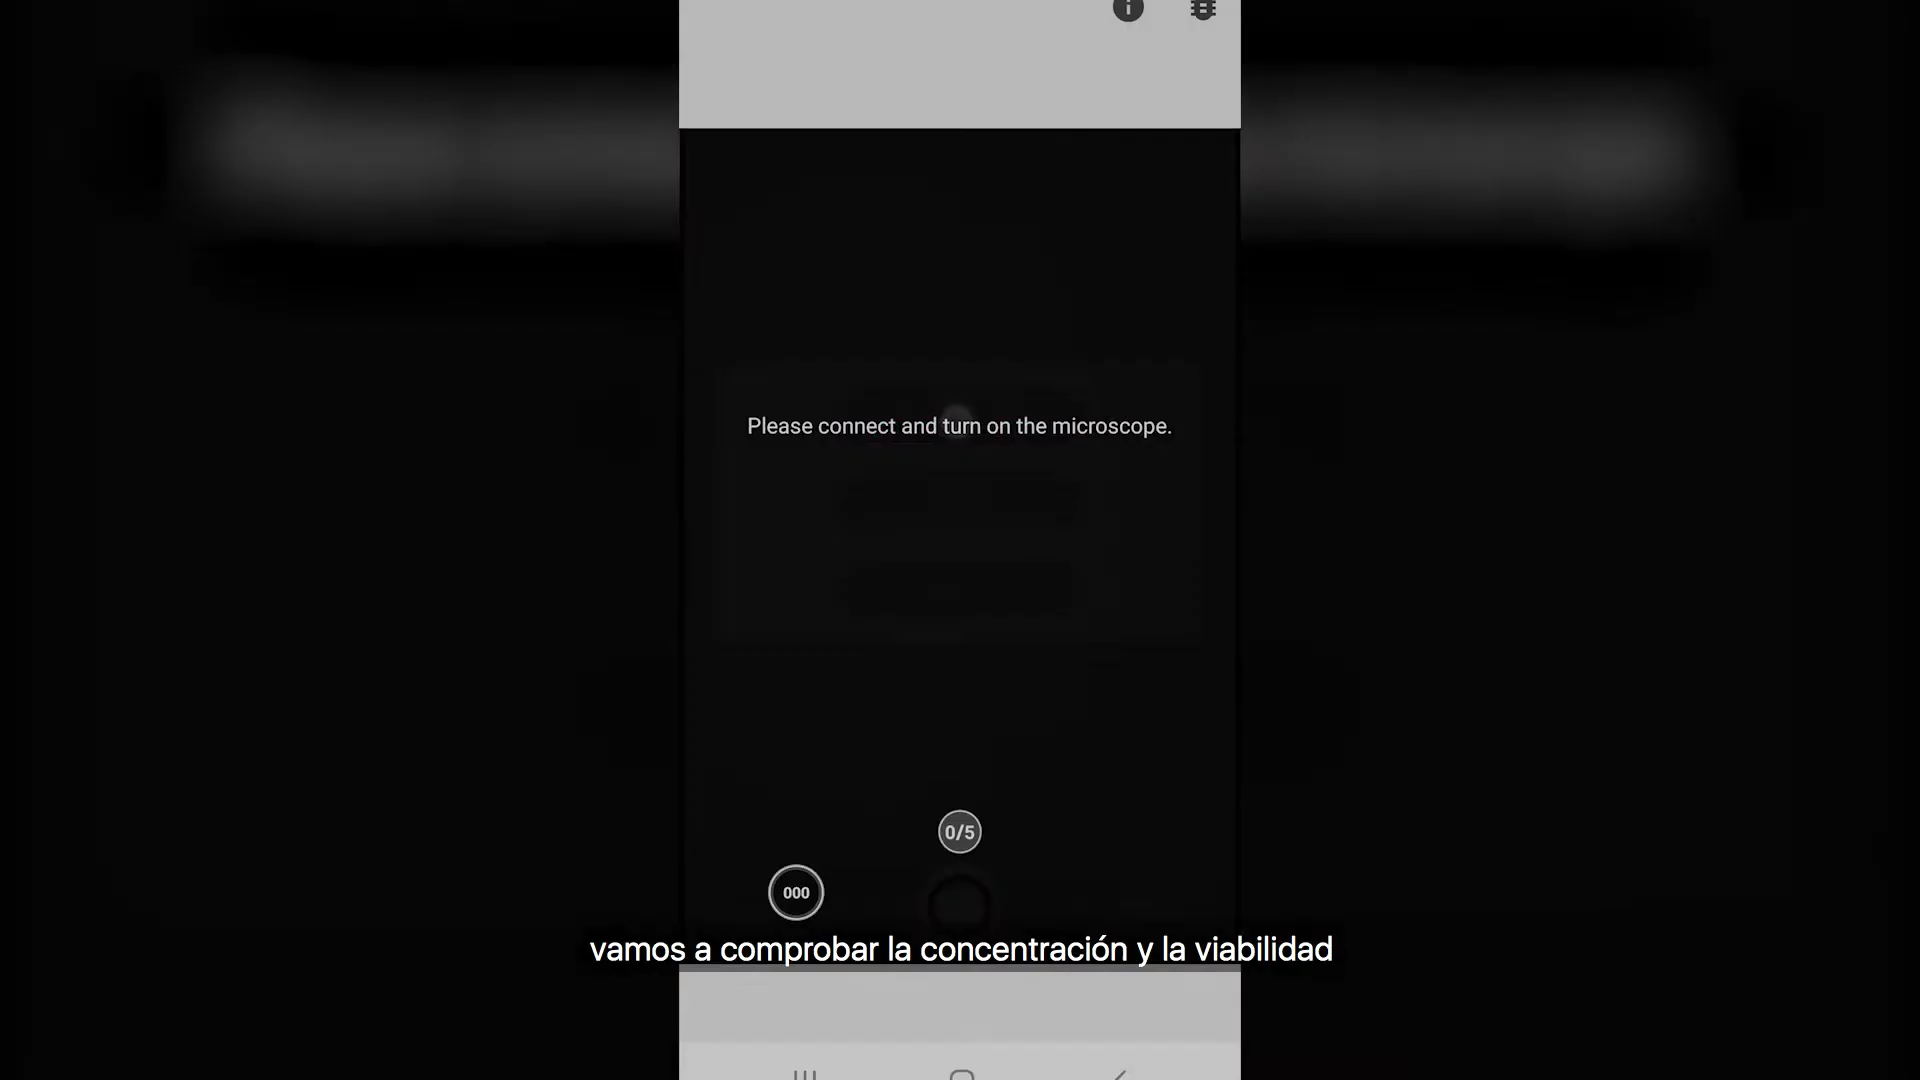 Please connect and turn on the microscope.
0/5
000
vamos a comprobar la concentración y la viabilidad